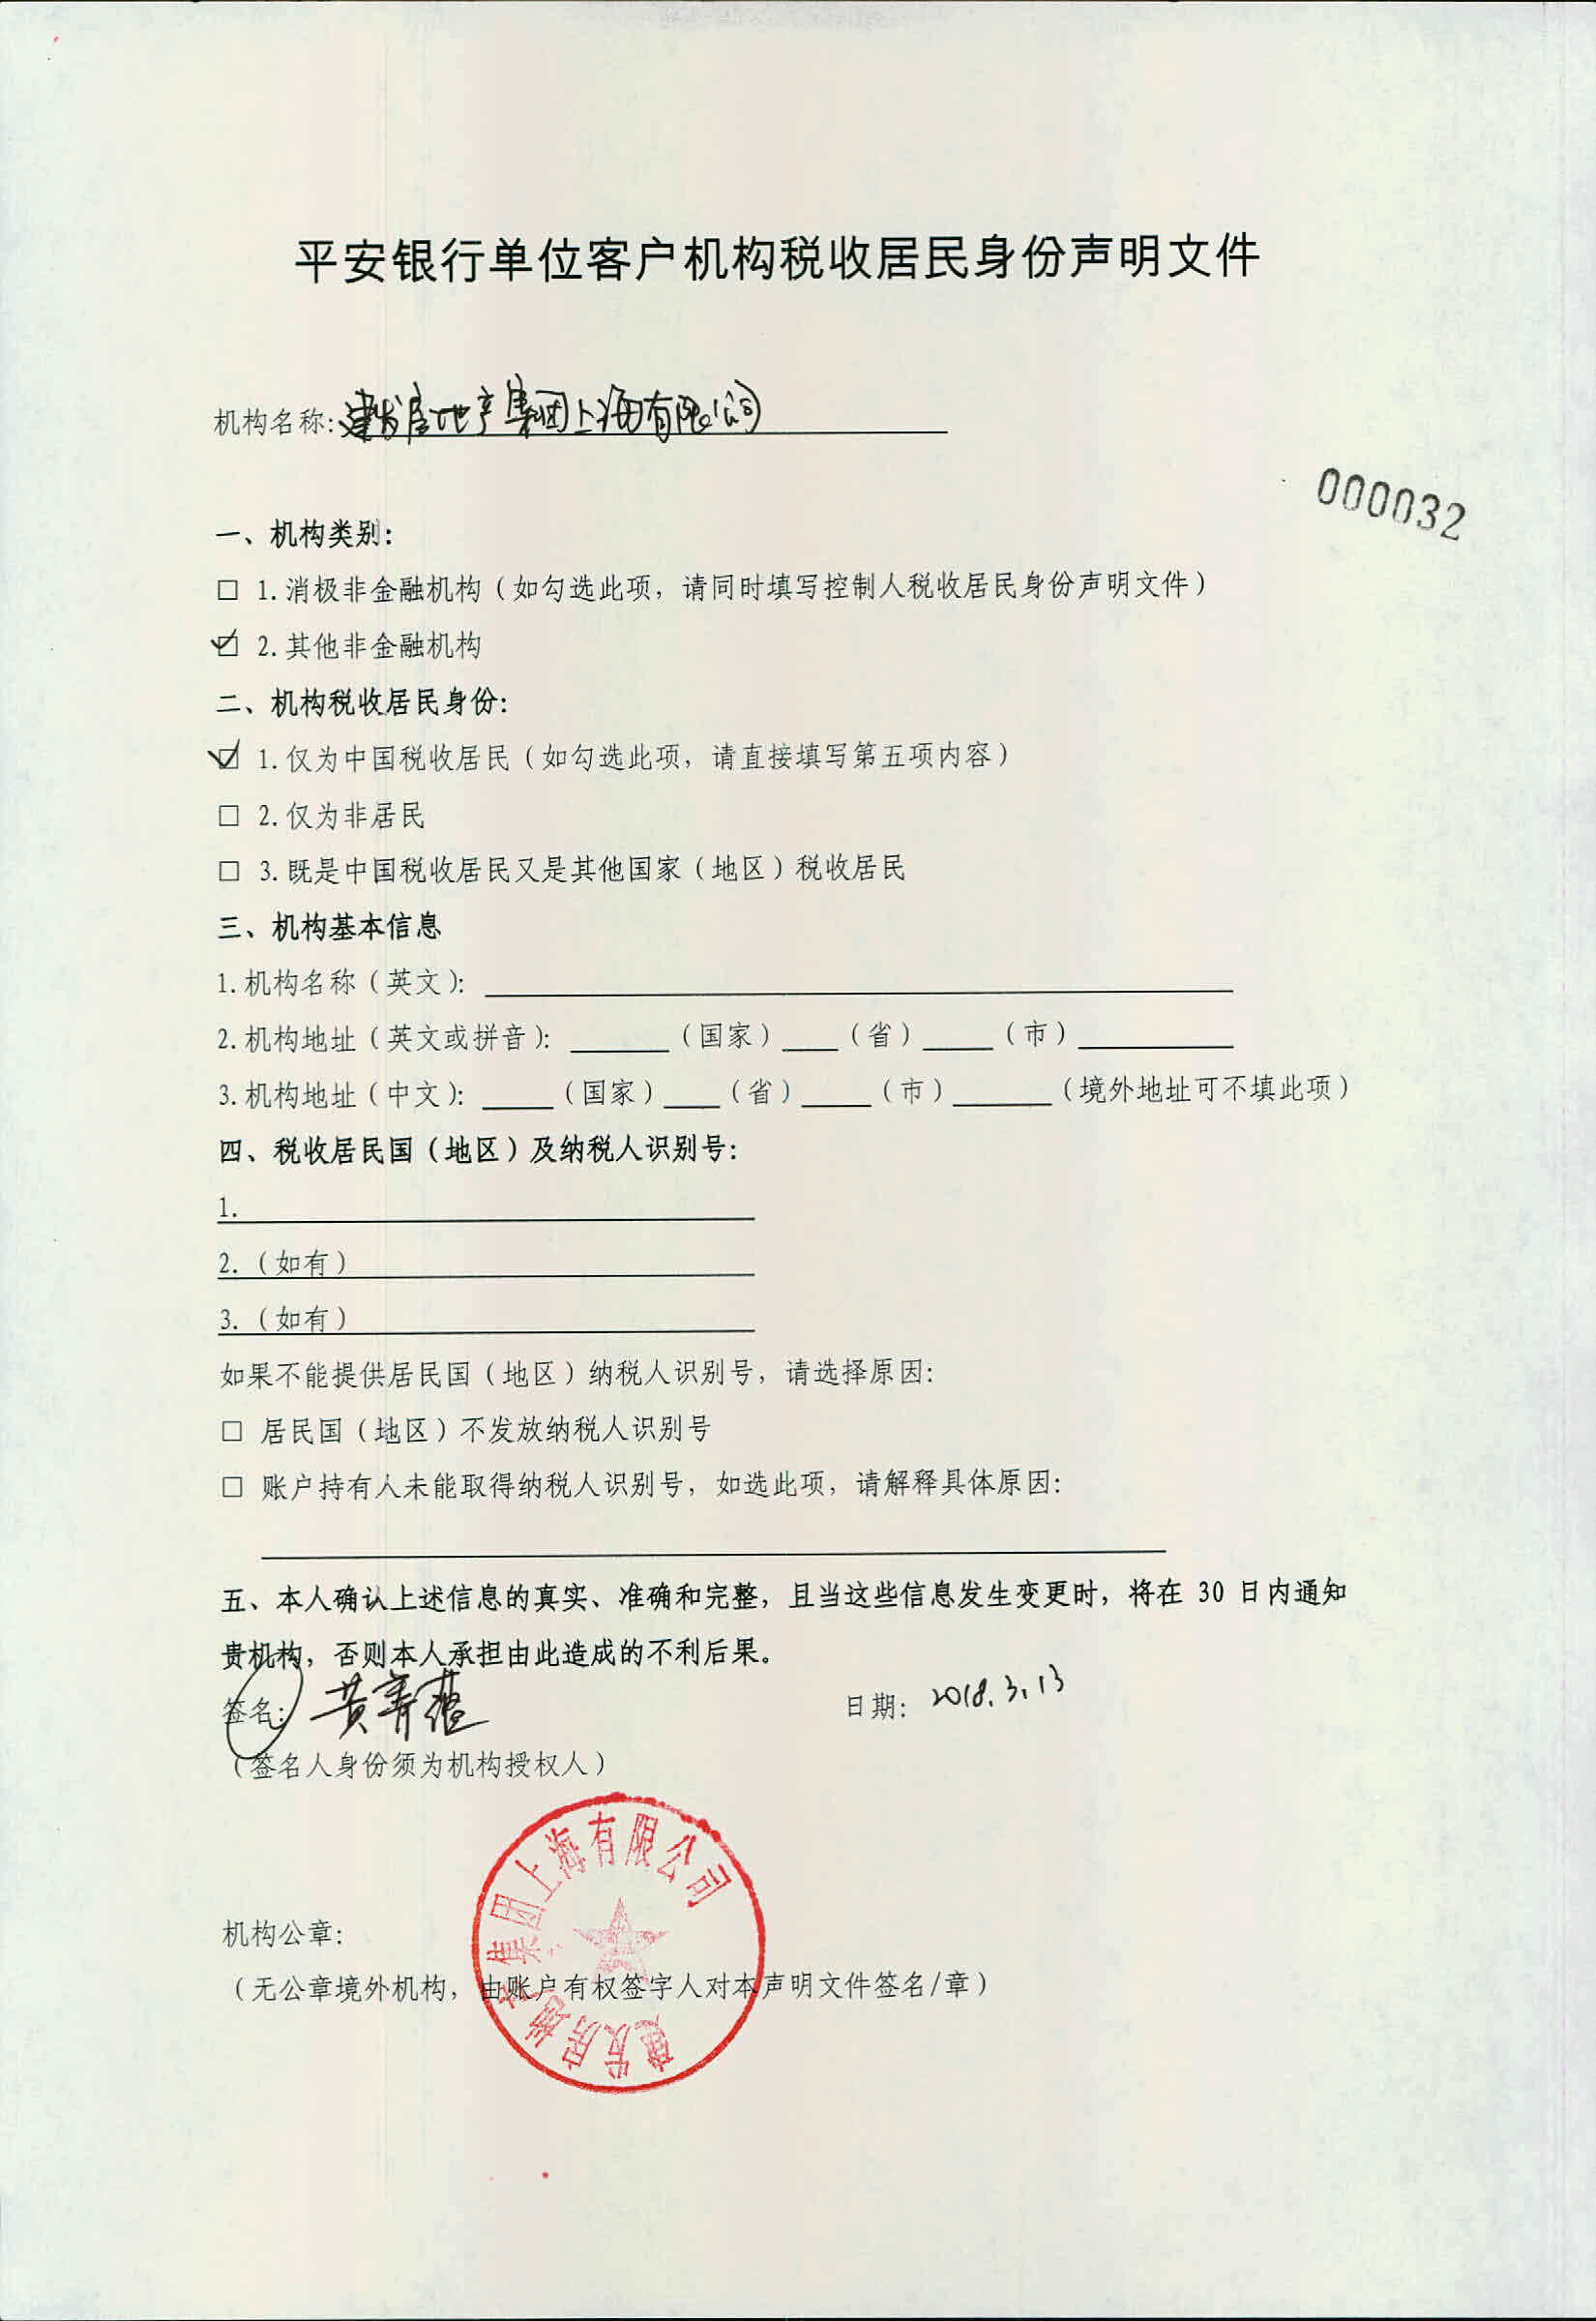 平安银行单位客户机构税收居民身份声明文件
机构名称:建发房地产集团上海有限公司
000032
一、机构类别:
□ 1.消极非金融机构(如勾选此项,请同时填写控制人税收居民身份声明文件)
☑ 2.其他非金融机构
二、机构税收居民身份:
☑ 1.仅为中国税收居民(如勾选此项,请直接填写第五项内容)
□ 2.仅为非居民
□ 3.既是中国税收居民又是其他国家(地区)税收居民
三、机构基本信息
1.机构名称(英文):
2.机构地址(英文或拼音): ______(国家)____(省)____(市)________
3.机构地址(中文): ____(国家)____(省)____(市)______(境外地址可不填此项)
四、税收居民国(地区)及纳税人识别号:
1.
2.(如有)
3.(如有)
如果不能提供居民国(地区)纳税人识别号,请选择原因:
□ 居民国(地区)不发放纳税人识别号
□ 账户持有人未能取得纳税人识别号,如选此项,请解释具体原因:
五、本人确认上述信息的真实、准确和完整,且当这些信息发生变更时,将在 30 日内通知
贵机构,否则本人承担由此造成的不利后果。
签名: 黄 日期: 2018.3.13
(签名人身份须为机构授权人)
建发房地产集团上海有限公司
机构公章:
(无公章境外机构,由账户有权签字人对本声明文件签名/章)